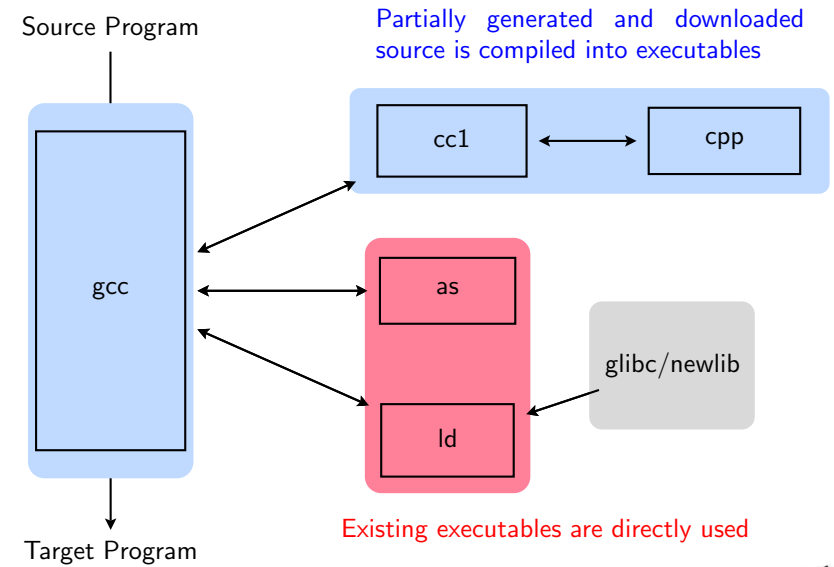 Source Program
Partially generated and downloaded
source is compiled into executables
cc1
cpp
gcc
as
glibc/newlib
ld
Existing executables are directly used
Target Program